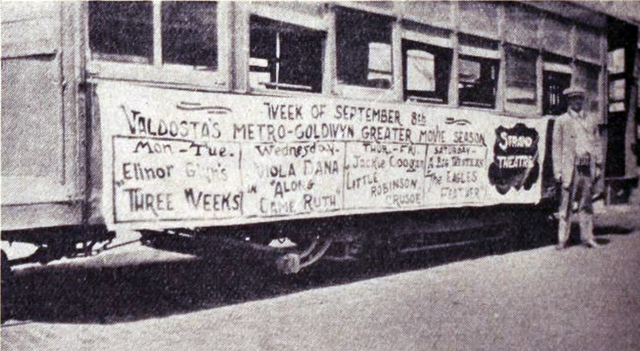 WEEK OF SEPTEMBER 8th
VALDOSTA'S METRO-GOLDWYN GREATER MOVIE SEASON
Mon-Tue.
Elinor Glyn's
"THREE WEEKS"
Wednesday.
VIOLA DANA
IN "ALONG
CAME RUTH"
THUR-FRI
Jackie Coogan
LITTLE
ROBINSON
CRUSOE
SATURDAY-
A BIG WESTERN
"THE EAGLES
FEATHER"
STRAND
THEATRE